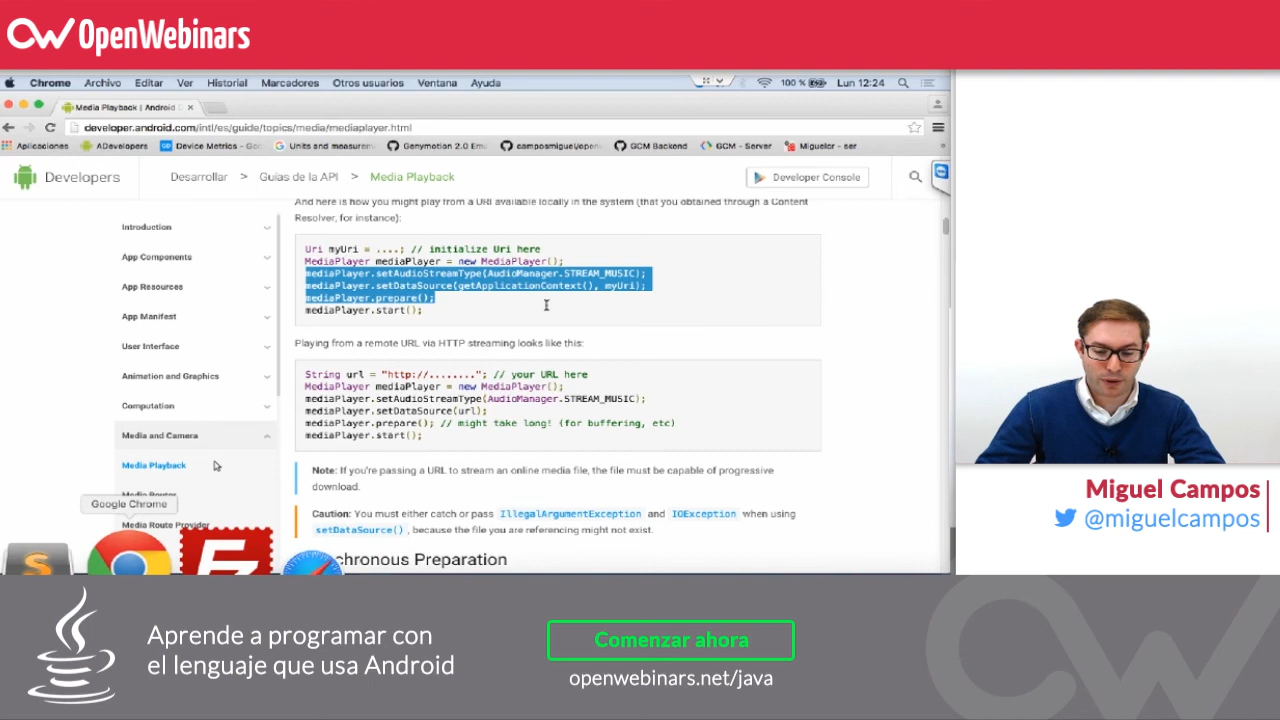 OpenWebinars
Chrome Archivo Editar Ver Historial Marcadores Otros usuarios Ventana Ayuda 100 % Lun 12:24
Media Playback | Android
developer.android.com/intl/es/guide/topics/media/mediaplayer.html
Aplicaciones ADevelopers Device Metrics - Goo Units and measurem Genymotion 2.0 Emu camposmiguel/open GCM Backend GCM - Server Miguelcr - ser
Developers Desarrollar > Guías de la API > Media Playback Developer Console
And here is how you might play from a URI available locally in the system (that you obtained through a Content
Resolver, for instance):
Introduction
App Components
App Resources
App Manifest
User Interface
Animation and Graphics
Computation
Media and Camera
Media Playback
Media Router
Media Route Provider
Google Chrome
Uri myUri = ....; // initialize Uri here
MediaPlayer mediaPlayer = new MediaPlayer();
mediaPlayer.setAudioStreamType(AudioManager.STREAM_MUSIC);
mediaPlayer.setDataSource(getApplicationContext(), myUri);
mediaPlayer.prepare();
mediaPlayer.start();
Playing from a remote URL via HTTP streaming looks like this:
String url = "http://........"; // your URL here
MediaPlayer mediaPlayer = new MediaPlayer();
mediaPlayer.setAudioStreamType(AudioManager.STREAM_MUSIC);
mediaPlayer.setDataSource(url);
mediaPlayer.prepare(); // might take long! (for buffering, etc)
mediaPlayer.start();
Note: If you're passing a URL to stream an online media file, the file must be capable of progressive
download.
Caution: You must either catch or pass IllegalArgumentException and IOException when using
setDataSource(), because the file you are referencing might not exist.
chronous Preparation
Miguel Campos
@miguelcampos
Aprende a programar con
el lenguaje que usa Android
Comenzar ahora
openwebinars.net/java